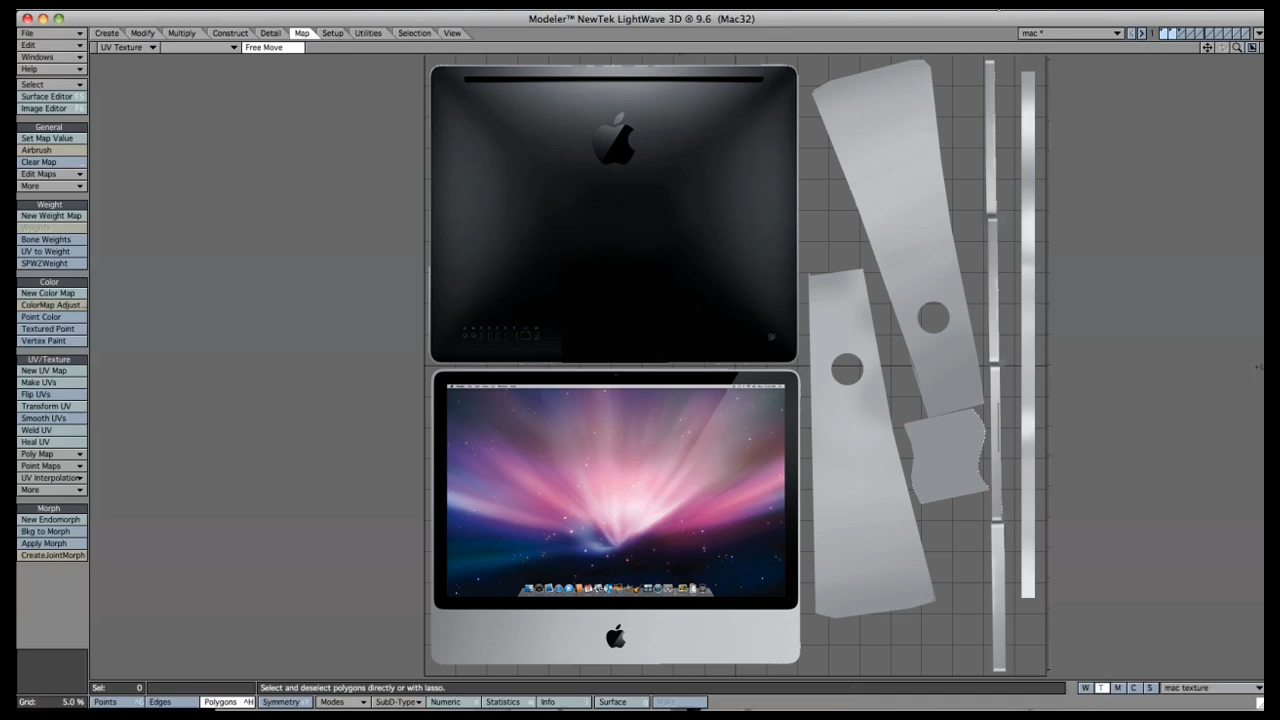 Modeler™ NewTek LightWave 3D ® 9.6 (Mac32)
File
Create Modify Multiply Construct Detail Map Setup Utilities Selection View
mac *
1
Edit
UV Texture
Free Move
Windows
Help
Select
Surface Editor F5
Image Editor F6
General
Set Map Value
Airbrush
Clear Map
Edit Maps
More
Weight
New Weight Map
Weights
Bone Weights
UV to Weight
SPW2Weight
Color
New Color Map
ColorMap Adjust...
Point Color
Textured Point
Vertex Paint
UV/Texture
New UV Map
Make UVs
Flip UVs
Transform UV
Smooth UVs
Weld UV
Heal UV
Poly Map
Point Maps
UV Interpolation
More
Morph
New Endomorph
Bkg to Morph
Apply Morph
CreateJointMorph
Sel: 0
Select and deselect polygons directly or with lasso.
W T M C S
mac texture
Grid: 5.0 %
Points
Edges
Polygons ^H
Symmetry
Modes
SubD-Type
Numeric
Statistics
Info
Surface